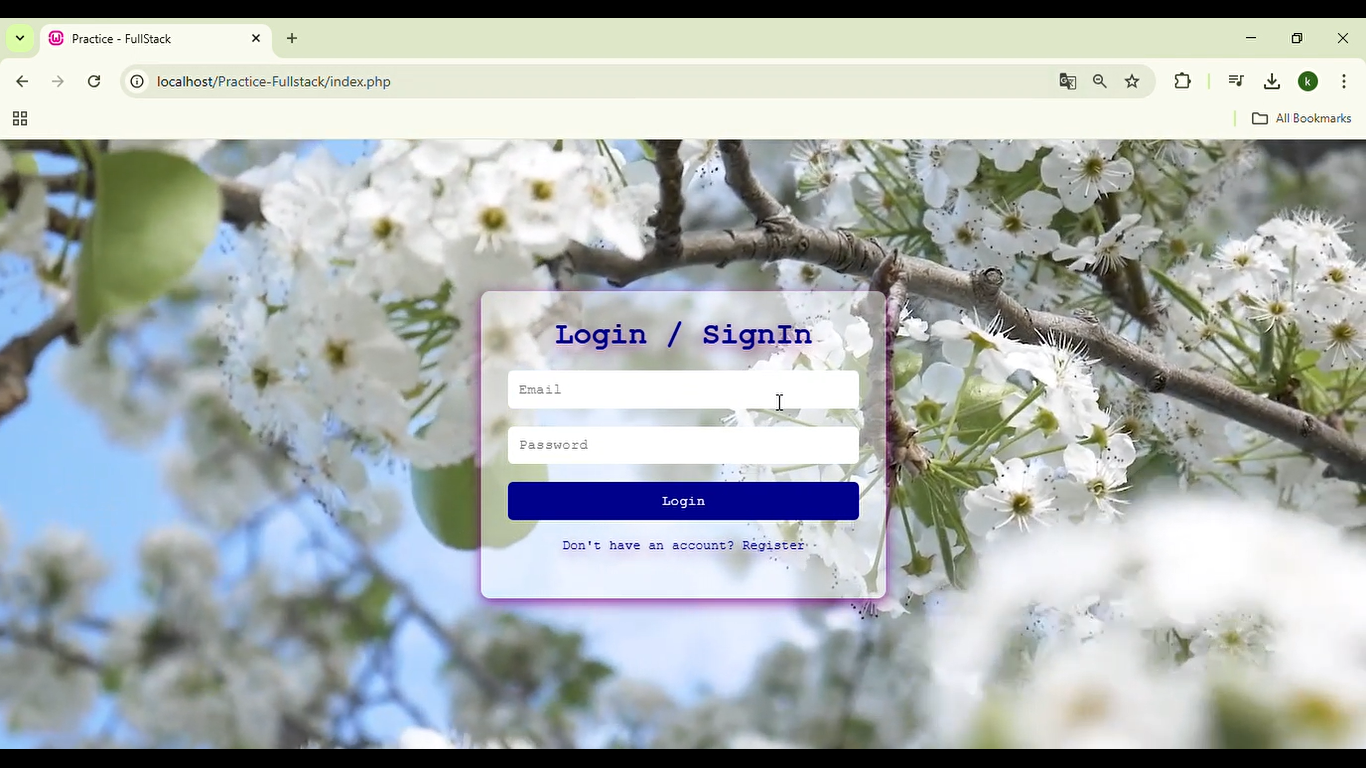 Practice - FullStack
localhost/Practice-Fullstack/index.php
k
All Bookmarks
Login / SignIn
Email
Password
Login
Don't have an account? Register